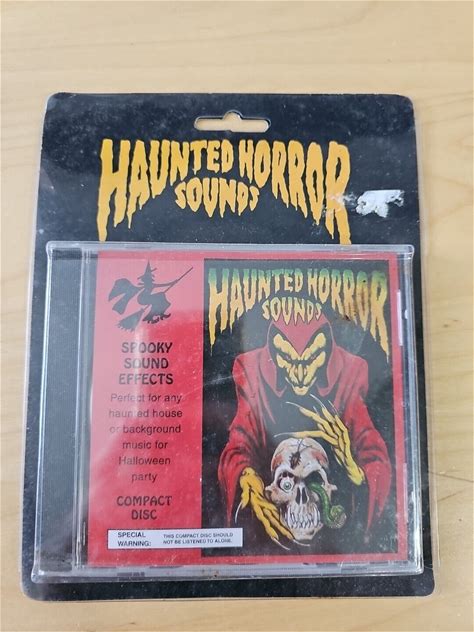 HAUNTED HORROR
SOUNDS
HAUNTED HORROR
SOUNDS
SPOOKY
SOUND
EFFECTS
Perfect for any
haunted house
or background
music for
Halloween
party
COMPACT
DISC
SPECIAL
WARNING:
THIS COMPACT DISC SHOULD
NOT BE LISTENED TO ALONE.